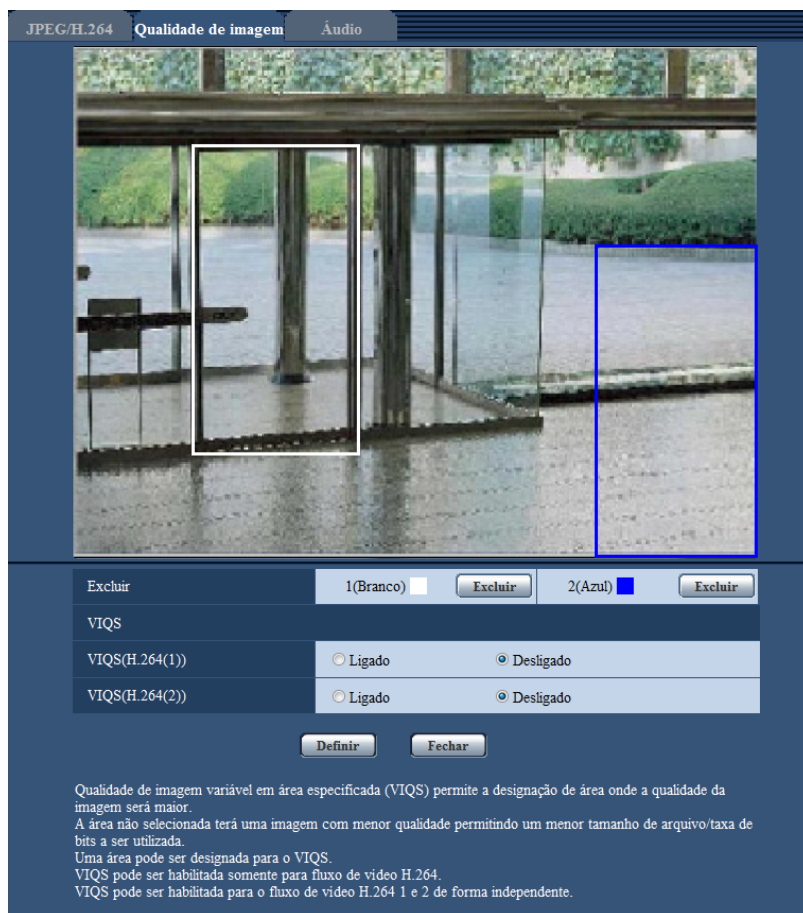 JPEG/H.264 Qualidade de imagem Áudio
Excluir 1(Branco) Excluir 2(Azul) Excluir
VIQS
VIQS(H.264(1)) Ligado Desligado
VIQS(H.264(2)) Ligado Desligado
Definir Fechar
Qualidade de imagem variável em área especificada (VIQS) permite a designação de área onde a qualidade da
imagem será maior.
A área não selecionada terá uma imagem com menor qualidade permitindo um menor tamanho de arquivo/taxa de
bits a ser utilizada.
Uma área pode ser designada para o VIQS.
VIQS pode ser habilitada somente para fluxo de video H.264.
VIQS pode ser habilitada para o fluxo de video H.264 1 e 2 de forma independente.